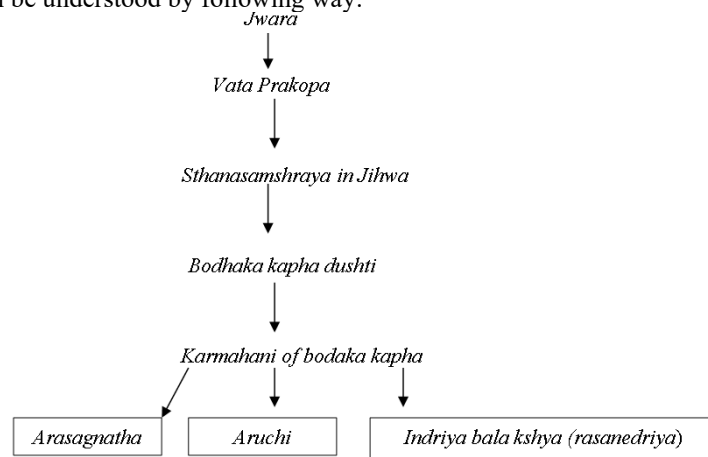 n be understood by following way:
Jwara
Vata Prakopa
Sthanasamshraya in Jihwa
Bodhaka kapha dushti
Karmahani of bodaka kapha
Arasagnatha
Aruchi
Indriya bala kshya (rasanedriya)